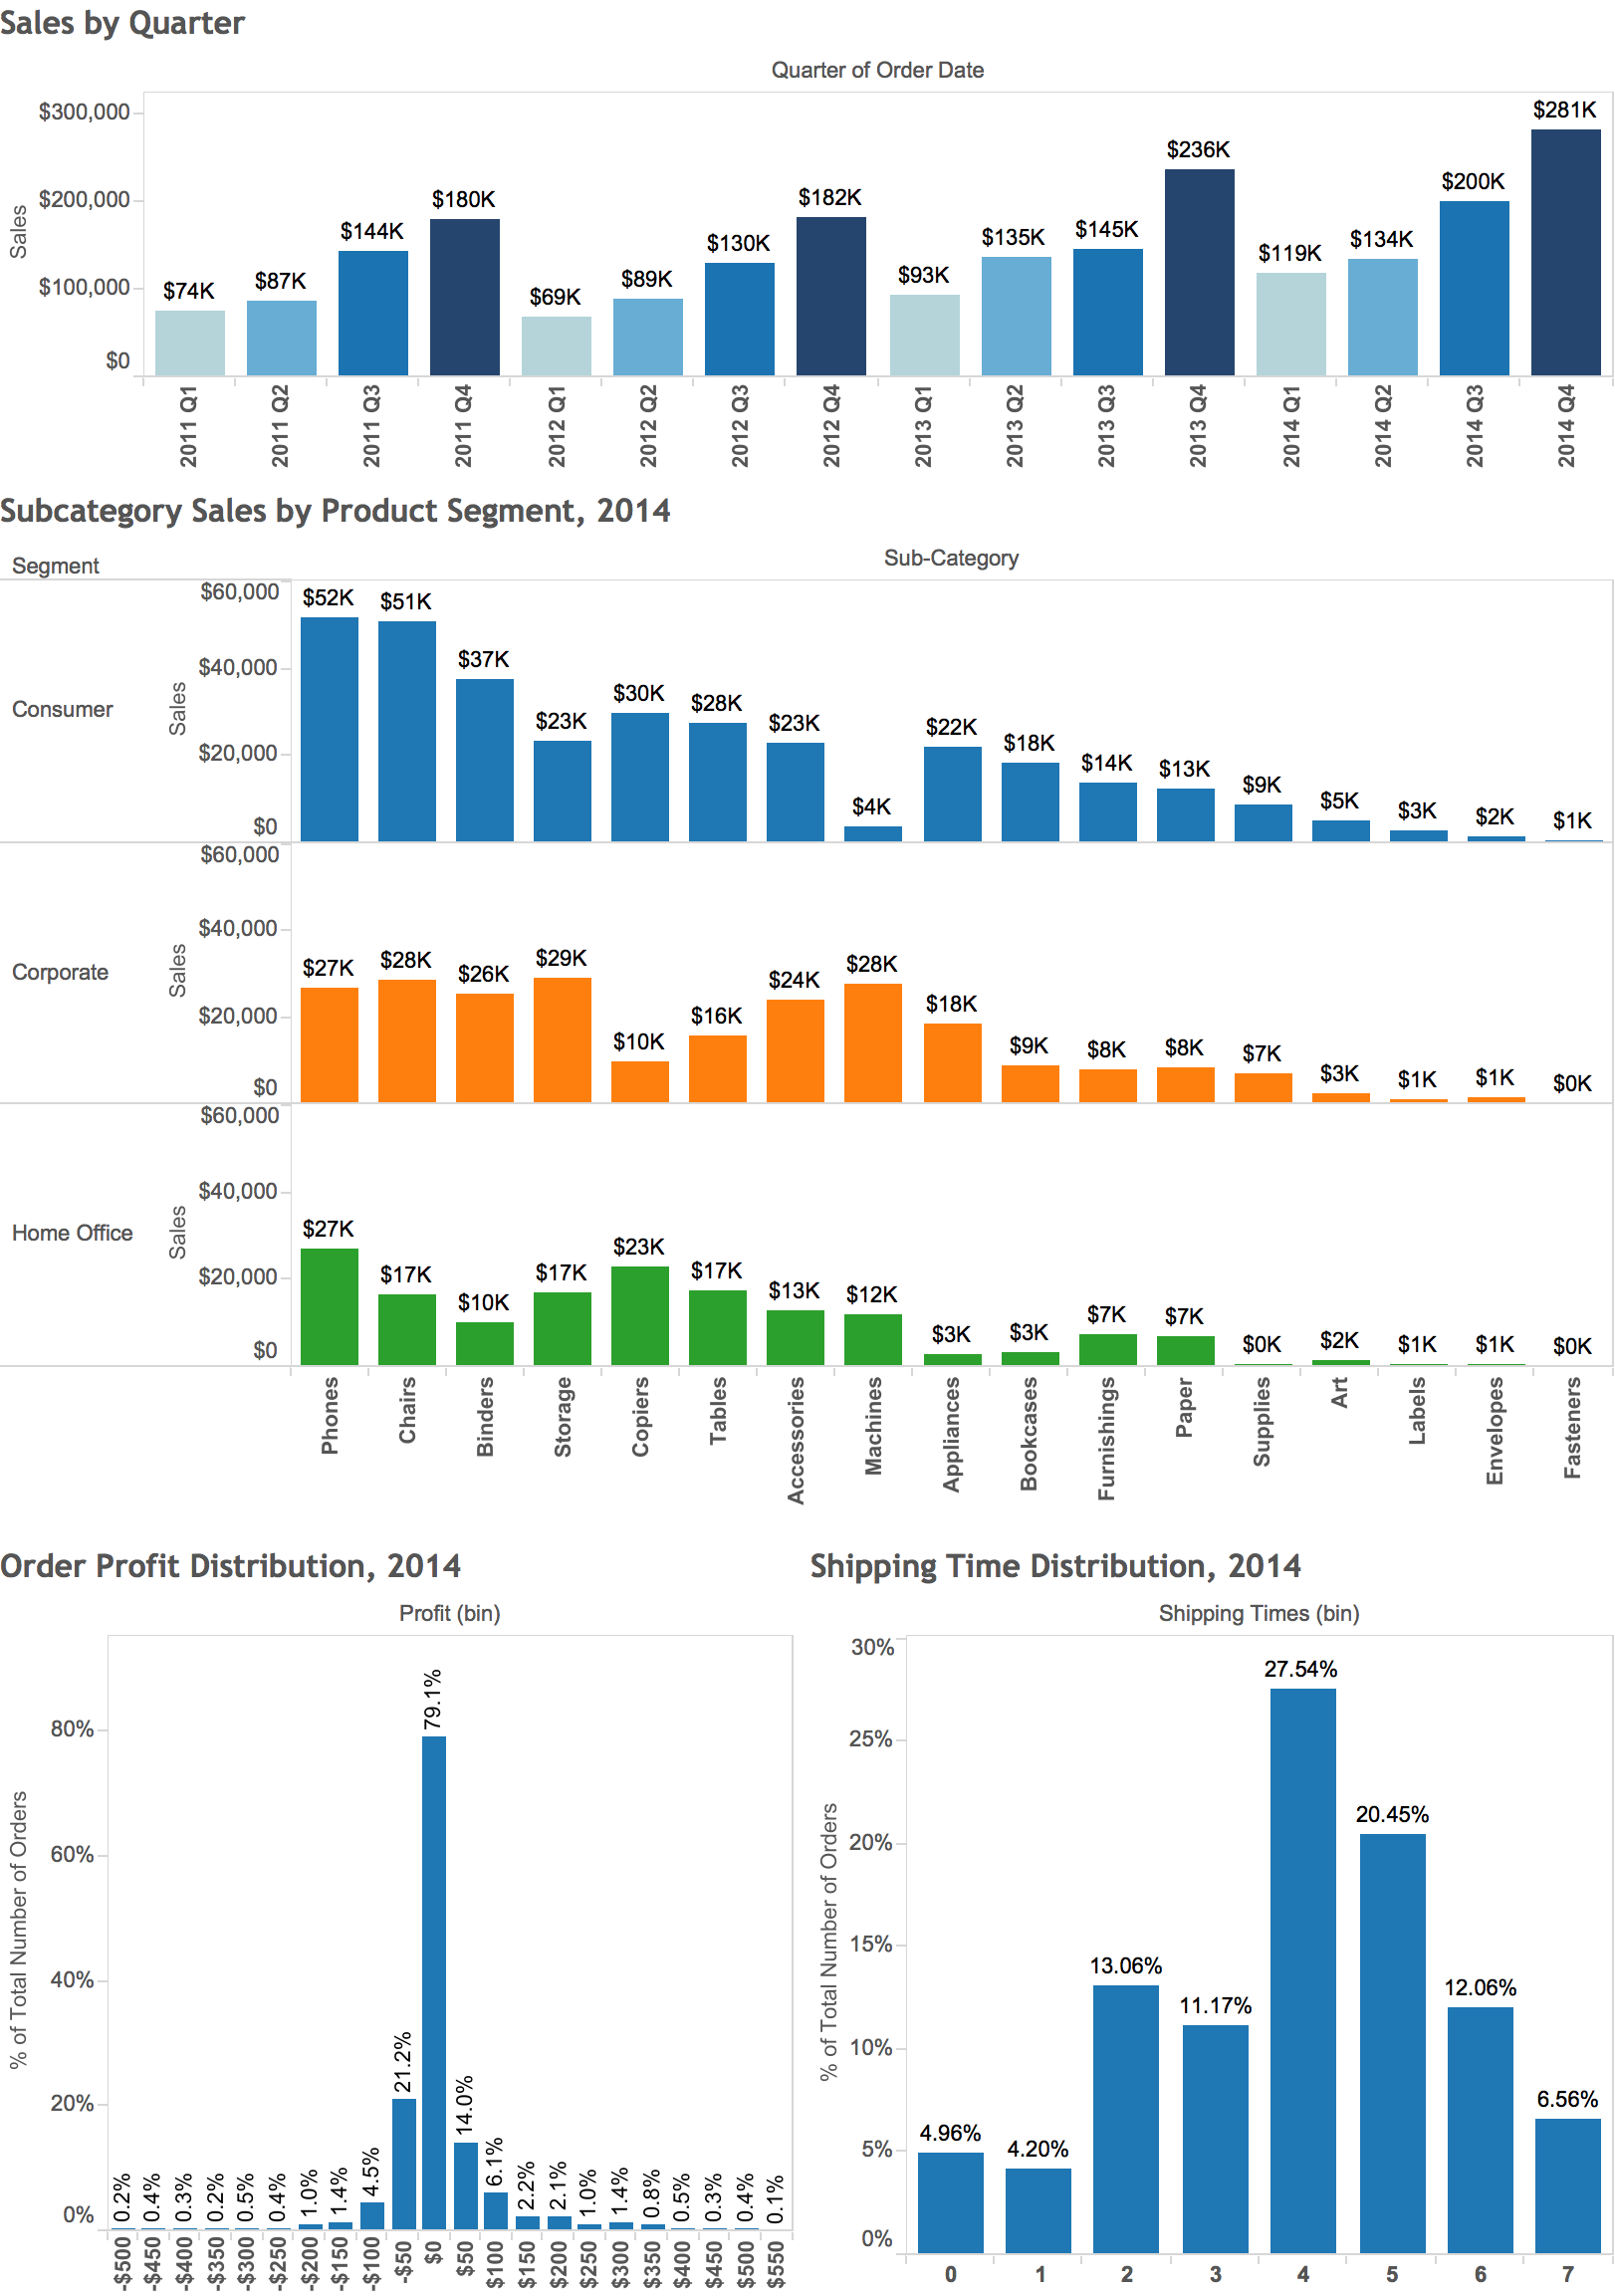 Sales by Quarter
Quarter of Order Date
Sales
$300,000
$200,000
$100,000
$0
$74K
$87K
$144K
$180K
$69K
$89K
$130K
$182K
$93K
$135K
$145K
$236K
$119K
$134K
$200K
$281K
2011 Q1
2011 Q2
2011 Q3
2011 Q4
2012 Q1
2012 Q2
2012 Q3
2012 Q4
2013 Q1
2013 Q2
2013 Q3
2013 Q4
2014 Q1
2014 Q2
2014 Q3
2014 Q4
Subcategory Sales by Product Segment, 2014
Segment
Sub-Category
Consumer
Sales
$60,000
$40,000
$20,000
$0
$52K
$51K
$37K
$23K
$30K
$28K
$23K
$4K
$22K
$18K
$14K
$13K
$9K
$5K
$3K
$2K
$1K
Corporate
Sales
$60,000
$40,000
$20,000
$0
$27K
$28K
$26K
$29K
$10K
$16K
$24K
$28K
$18K
$9K
$8K
$8K
$7K
$3K
$1K
$1K
$0K
Home Office
Sales
$60,000
$40,000
$20,000
$0
$27K
$17K
$10K
$17K
$23K
$17K
$13K
$12K
$3K
$3K
$7K
$7K
$0K
$2K
$1K
$1K
$0K
Phones
Chairs
Binders
Storage
Copiers
Tables
Accessories
Machines
Appliances
Bookcases
Furnishings
Paper
Supplies
Art
Labels
Envelopes
Fasteners
Order Profit Distribution, 2014
Profit (bin)
% of Total Number of Orders
80%
60%
40%
20%
0%
0.2%
0.4%
0.3%
0.2%
0.5%
0.4%
1.0%
1.4%
4.5%
21.2%
79.1%
14.0%
6.1%
2.2%
2.1%
1.0%
1.4%
0.8%
0.5%
0.3%
0.4%
0.1%
-$500
-$450
-$400
-$350
-$300
-$250
-$200
-$150
-$100
-$50
$0
$50
$100
$150
$200
$250
$300
$350
$400
$450
$500
$550
Shipping Time Distribution, 2014
Shipping Times (bin)
% of Total Number of Orders
30%
25%
20%
15%
10%
5%
0%
4.96%
4.20%
13.06%
11.17%
27.54%
20.45%
12.06%
6.56%
0
1
2
3
4
5
6
7